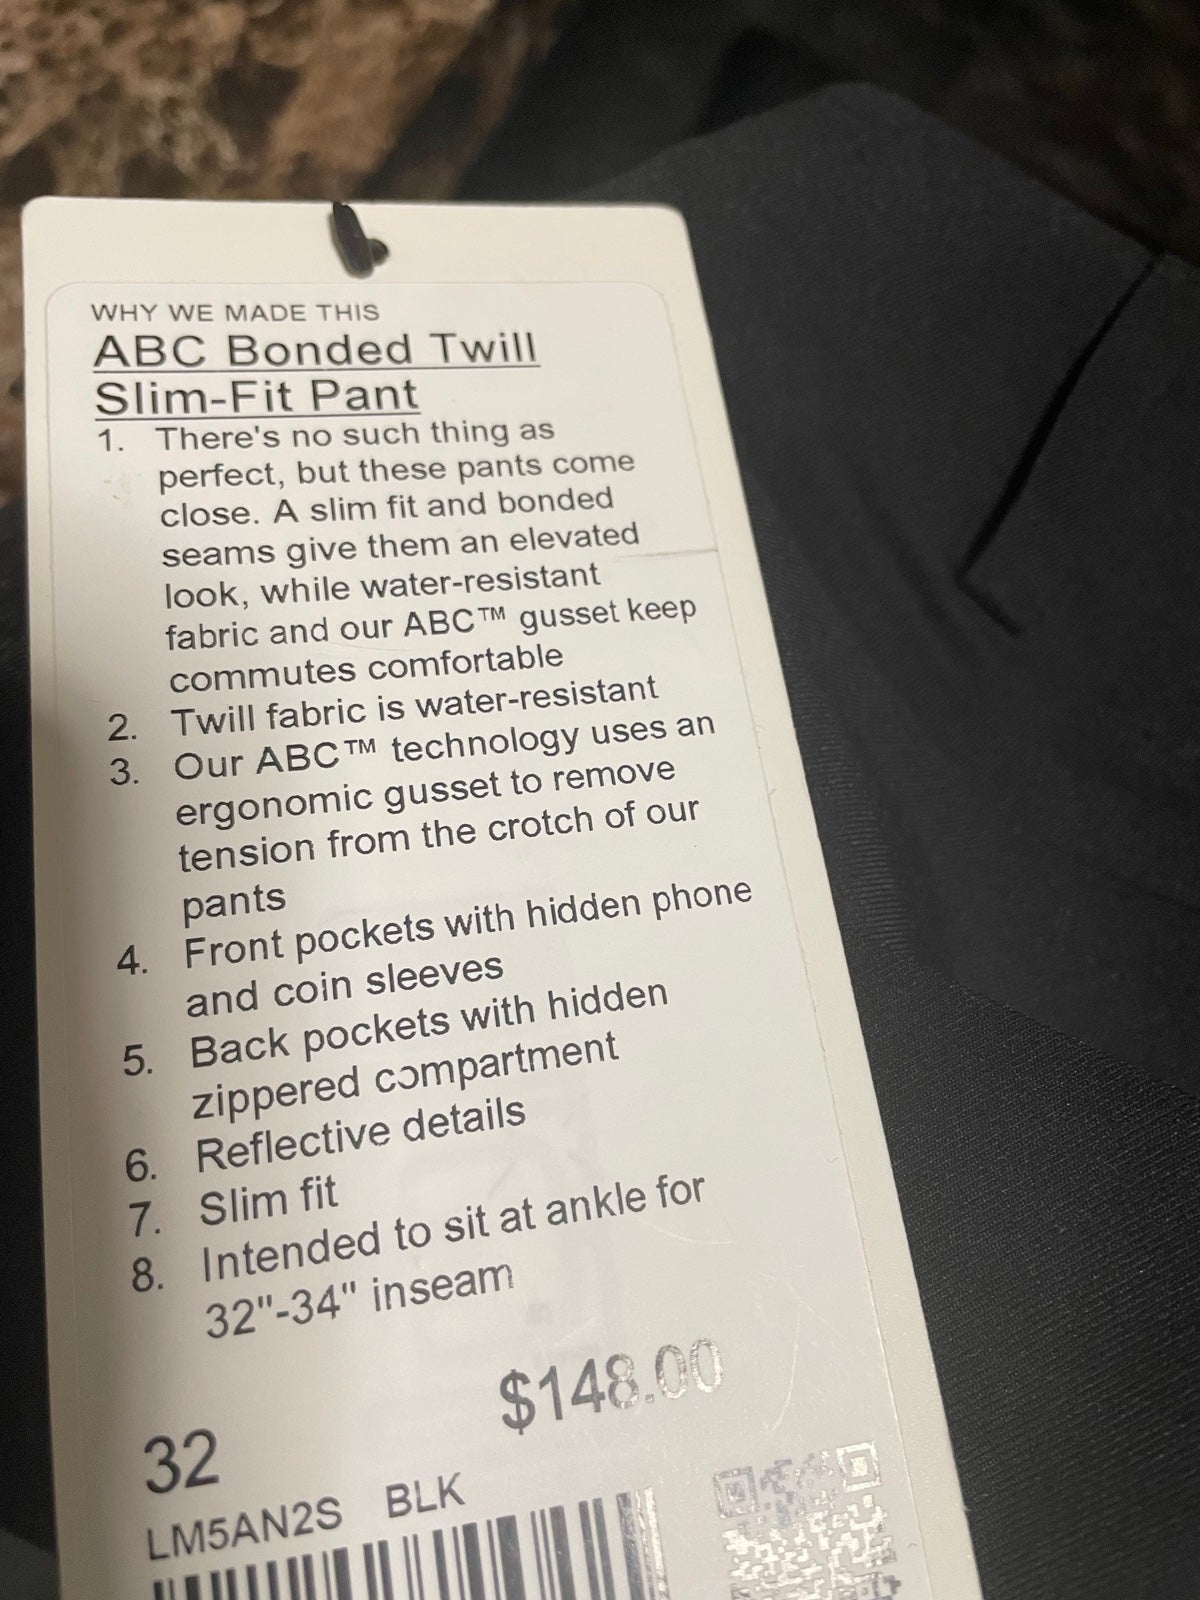 WHY WE MADE THIS
ABC Bonded Twill
Slim-Fit Pant
1. There's no such thing as
perfect, but these pants come
close. A slim fit and bonded
seams give them an elevated
look, while water-resistant
fabric and our ABC™ gusset keep
commutes comfortable
2. Twill fabric is water-resistant
3. Our ABC™ technology uses an
ergonomic gusset to remove
tension from the crotch of our
pants
4. Front pockets with hidden phone
and coin sleeves
5. Back pockets with hidden
zippered compartment
6. Reflective details
7. Slim fit
8. Intended to sit at ankle for
32"-34" inseam
$148.00
32
LM5AN2S BLK